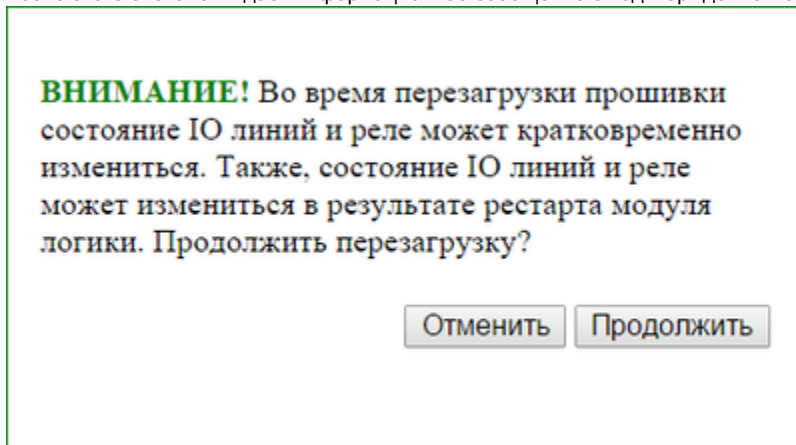 ВНИМАНИЕ! Во время перезагрузки прошивки
состояние IO линий и реле может кратковременно
измениться. Также, состояние IO линий и реле
может измениться в результате рестарта модуля
логики. Продолжить перезагрузку?
Отменить Продолжить